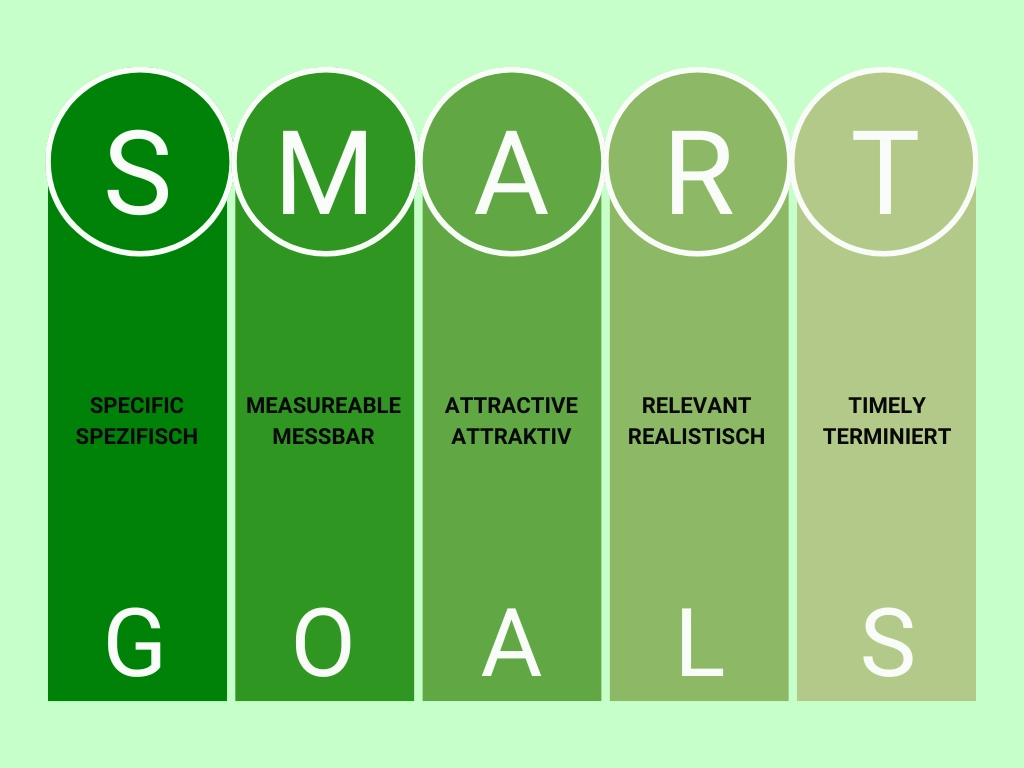 S M A R T
SPECIFIC
SPEZIFISCH
MEASUREABLE
MESSBAR
ATTRACTIVE
ATTRAKTIV
RELEVANT
REALISTISCH
TIMELY
TERMINIERT
G O A L S